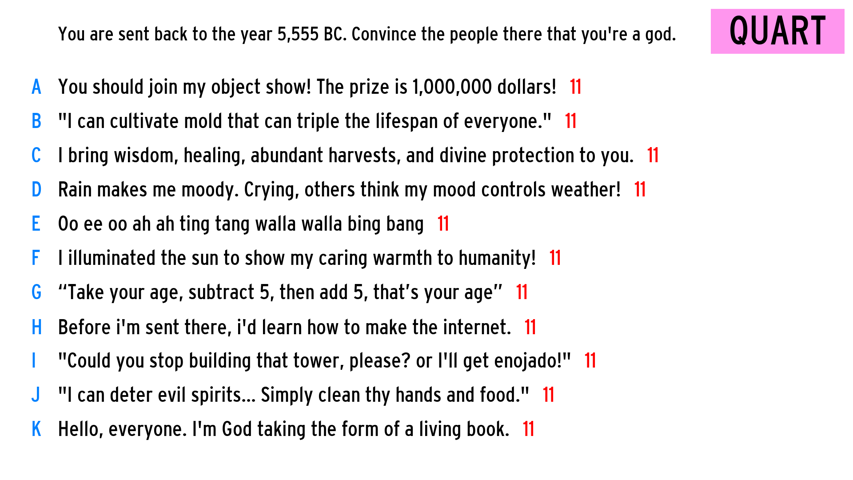 You are sent back to the year 5,555 BC. Convince the people there that you're a god.
QUART
A You should join my object show! The prize is 1,000,000 dollars! 11
B "I can cultivate mold that can triple the lifespan of everyone." 11
C I bring wisdom, healing, abundant harvests, and divine protection to you. 11
D Rain makes me moody. Crying, others think my mood controls weather! 11
E Oo ee oo ah ah ting tang walla walla bing bang 11
F I illuminated the sun to show my caring warmth to humanity! 11
G “Take your age, subtract 5, then add 5, that’s your age” 11
H Before i'm sent there, i'd learn how to make the internet. 11
I "Could you stop building that tower, please? or I'll get enojado!" 11
J "I can deter evil spirits... Simply clean thy hands and food." 11
K Hello, everyone. I'm God taking the form of a living book. 11